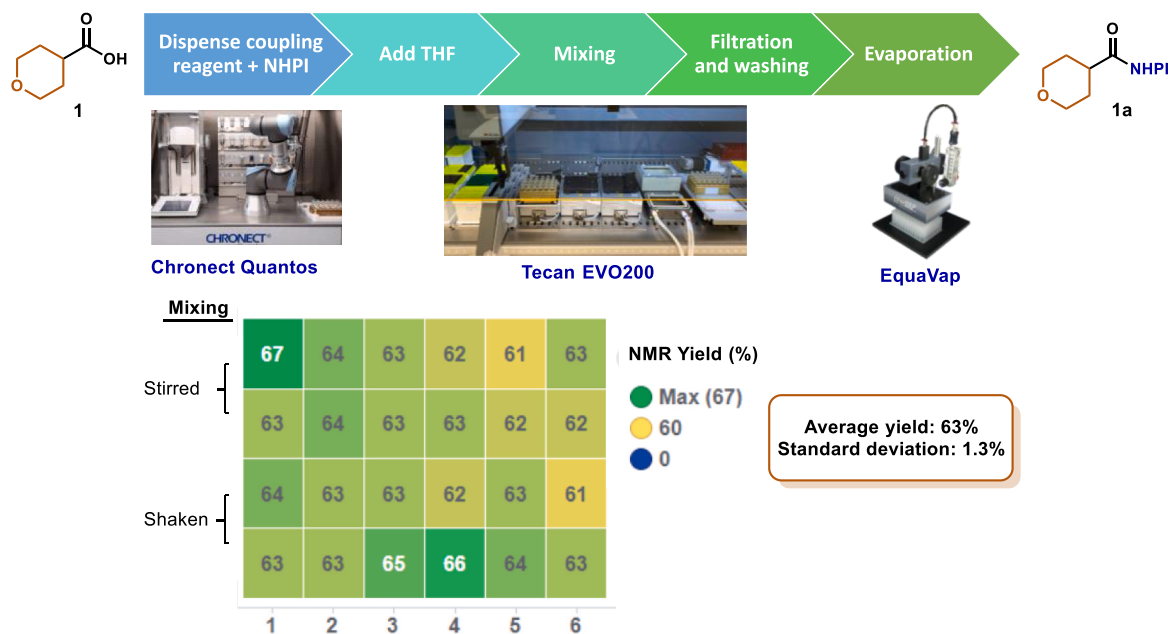 O
OH
O
1
Dispense coupling
reagent + NHPI
Add THF
Mixing
Filtration
and washing
Evaporation
O
NHPI
O
1a
CHRONECT
Chronect Quantos
Tecan EVO200
EquaVap
Mixing
Stirred
Shaken
67 64 63 62 61 63
63 64 63 63 62 62
64 63 63 62 63 61
63 63 65 66 64 63
1 2 3 4 5 6
NMR Yield (%)
Max (67)
60
0
Average yield: 63%
Standard deviation: 1.3%